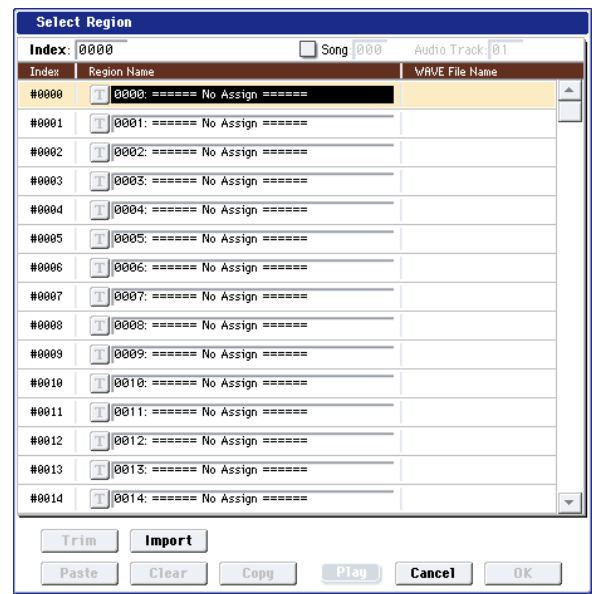 Select Region
Index: 0000 Song: 000 Audio Track: 01
Index Region Name WAVE File Name
#0000 T 0000: ====== No Assign ======
#0001 T 0001: ====== No Assign ======
#0002 T 0002: ====== No Assign ======
#0003 T 0003: ====== No Assign ======
#0004 T 0004: ====== No Assign ======
#0005 T 0005: ====== No Assign ======
#0006 T 0006: ====== No Assign ======
#0007 T 0007: ====== No Assign ======
#0008 T 0008: ====== No Assign ======
#0009 T 0009: ====== No Assign ======
#0010 T 0010: ====== No Assign ======
#0011 T 0011: ====== No Assign ======
#0012 T 0012: ====== No Assign ======
#0013 T 0013: ====== No Assign ======
#0014 T 0014: ====== No Assign ======
Trim Import
Paste Clear Copy Play Cancel OK